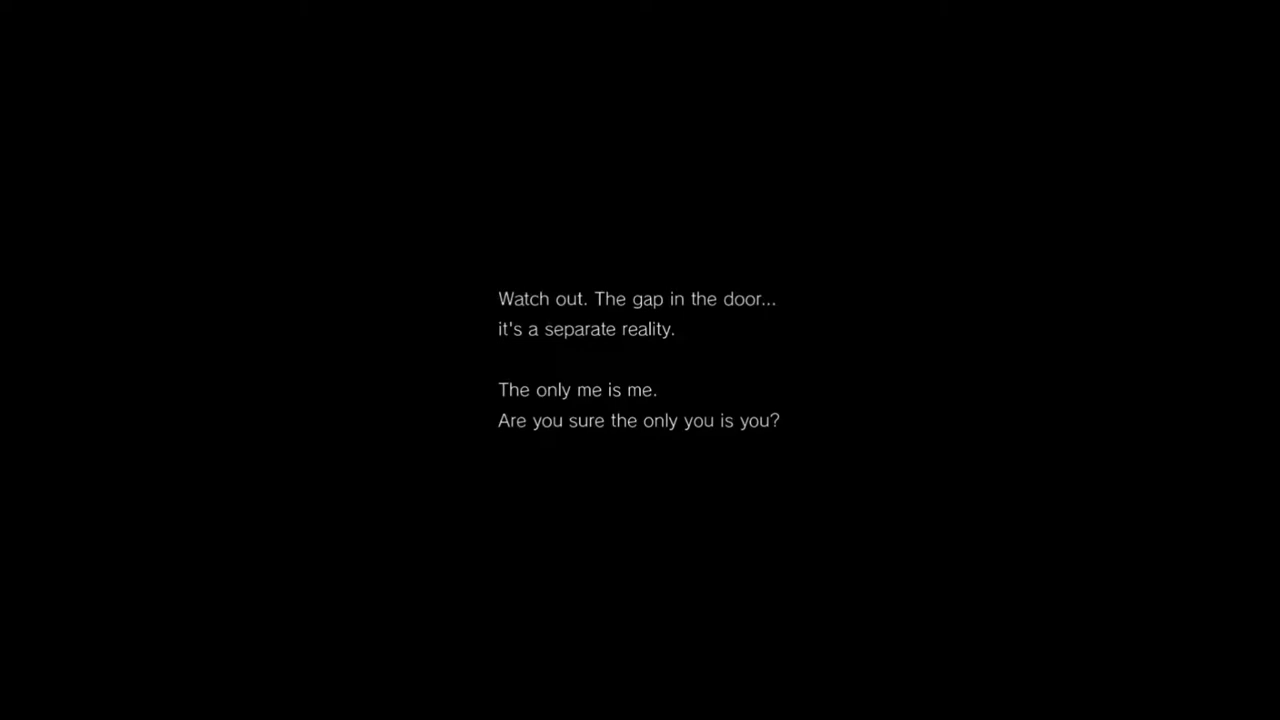 Watch out. The gap in the door...
it's a separate reality.
The only me is me.
Are you sure the only you is you?